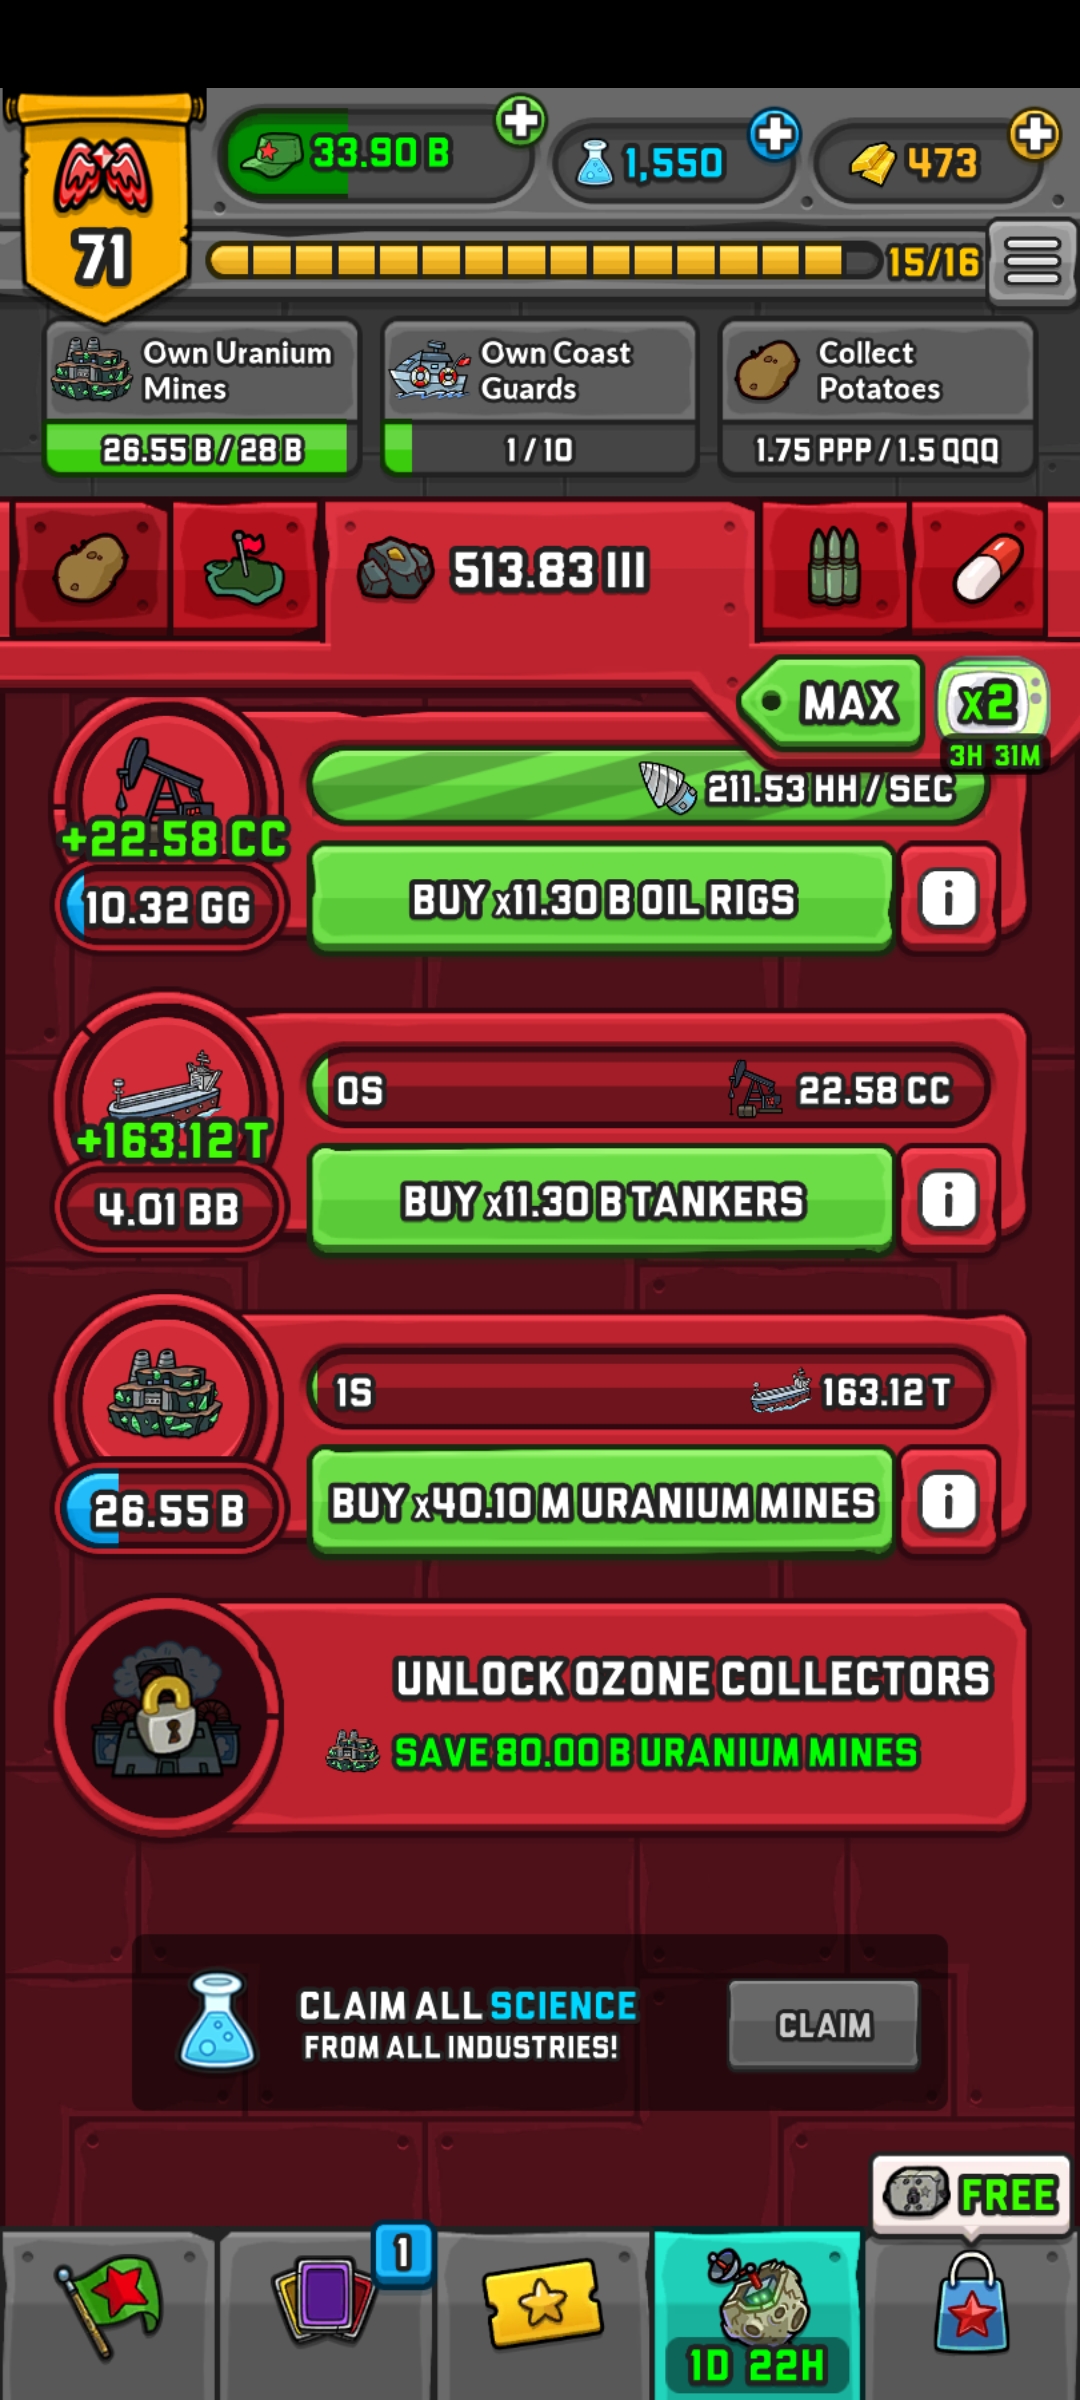 33.90 B
1,550
473
71
15/16
Own Uranium
Mines
26.55 B / 28 B
Own Coast
Guards
1 / 10
Collect
Potatoes
1.75 PPP / 1.5 QQQ
513.83 III
MAX
x2
3H 31M
211.53 HH / SEC
+22.58 CC
10.32 GG
BUY x11.30 B OIL RIGS
i
0S
22.58 CC
+163.12 T
4.01 BB
BUY x11.30 B TANKERS
i
1S
163.12 T
26.55 B
BUY x40.10 M URANIUM MINES
i
UNLOCK OZONE COLLECTORS
SAVE 80.00 B URANIUM MINES
CLAIM ALL SCIENCE
FROM ALL INDUSTRIES!
CLAIM
FREE
1
1D 22H